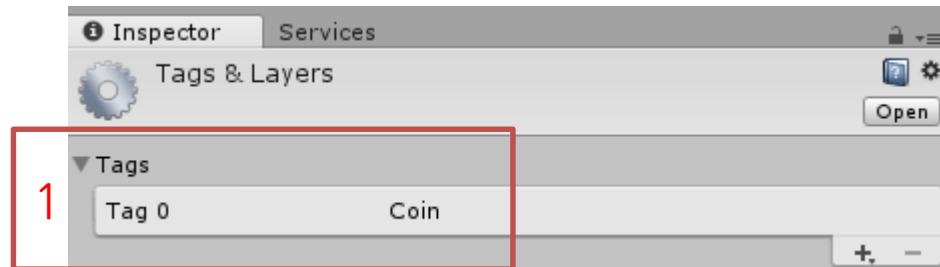 Inspector Services
Tags & Layers
Open
1
Tags
Tag 0 Coin
+ −